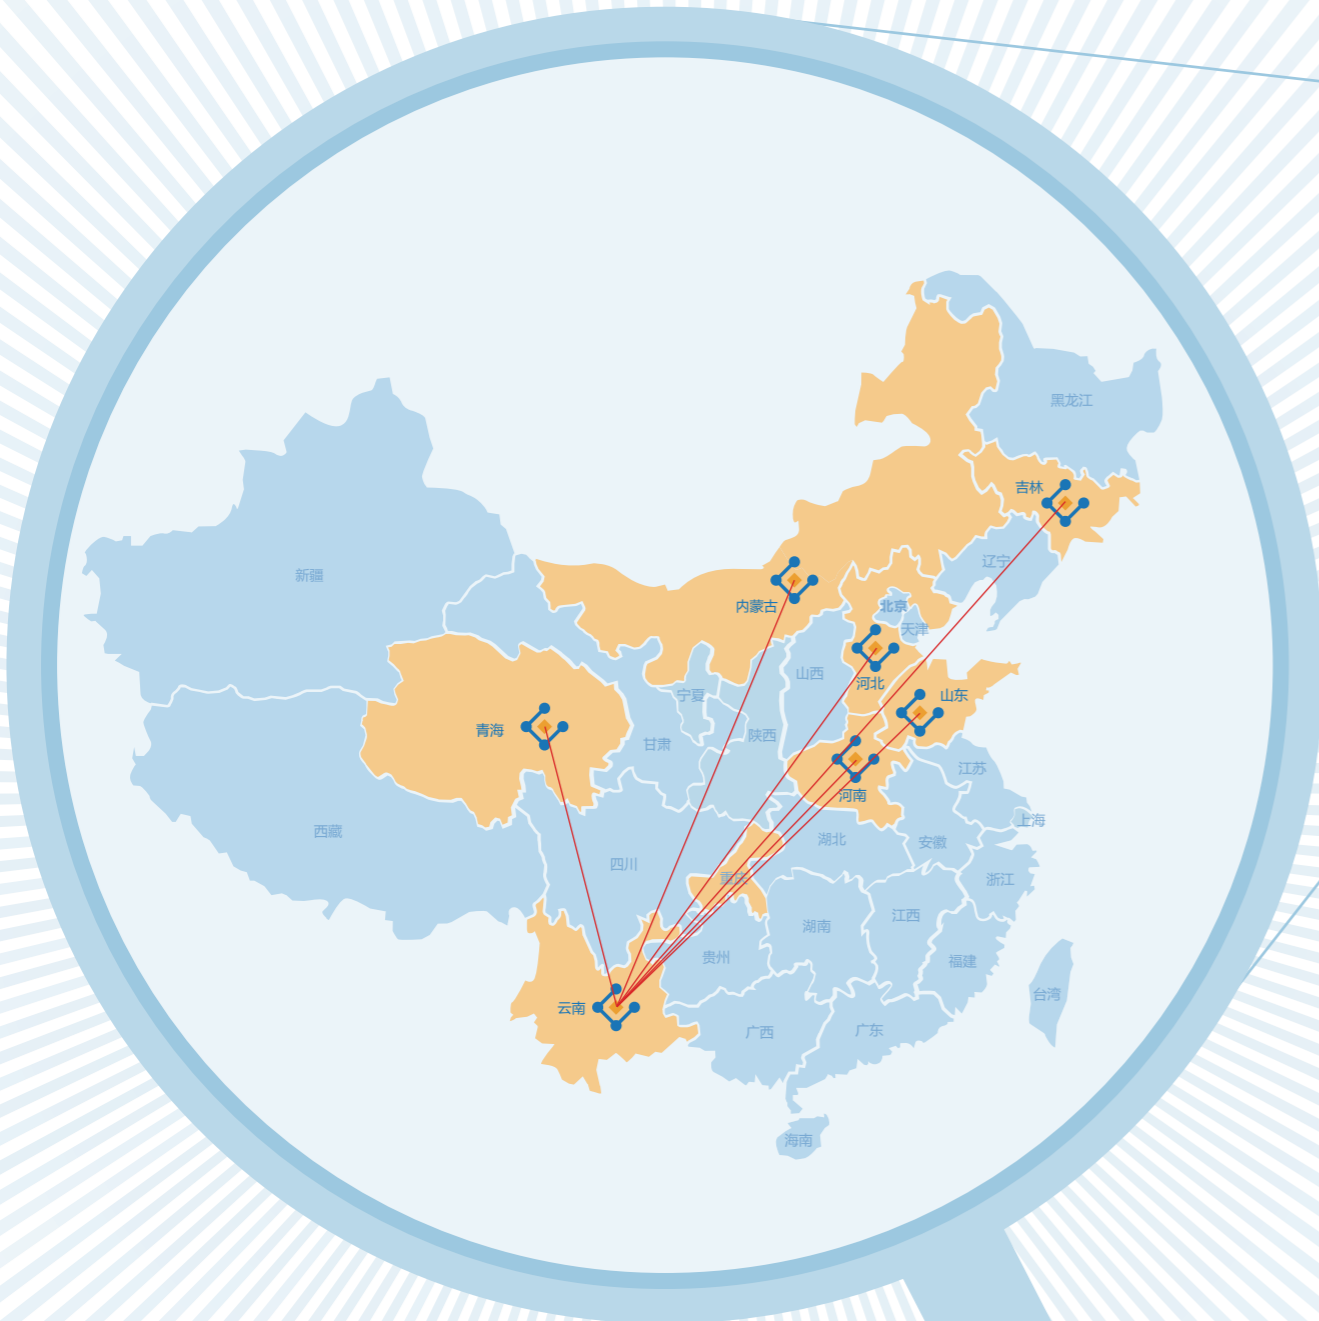 黑龙江
吉林
辽宁
新疆
内蒙古
北京
天津
山西
河北
宁夏
山东
青海
甘肃
陕西
江苏
河南
上海
西藏
湖北
安徽
四川
重庆
浙江
江西
湖南
贵州
福建
台湾
云南
广西
广东
海南